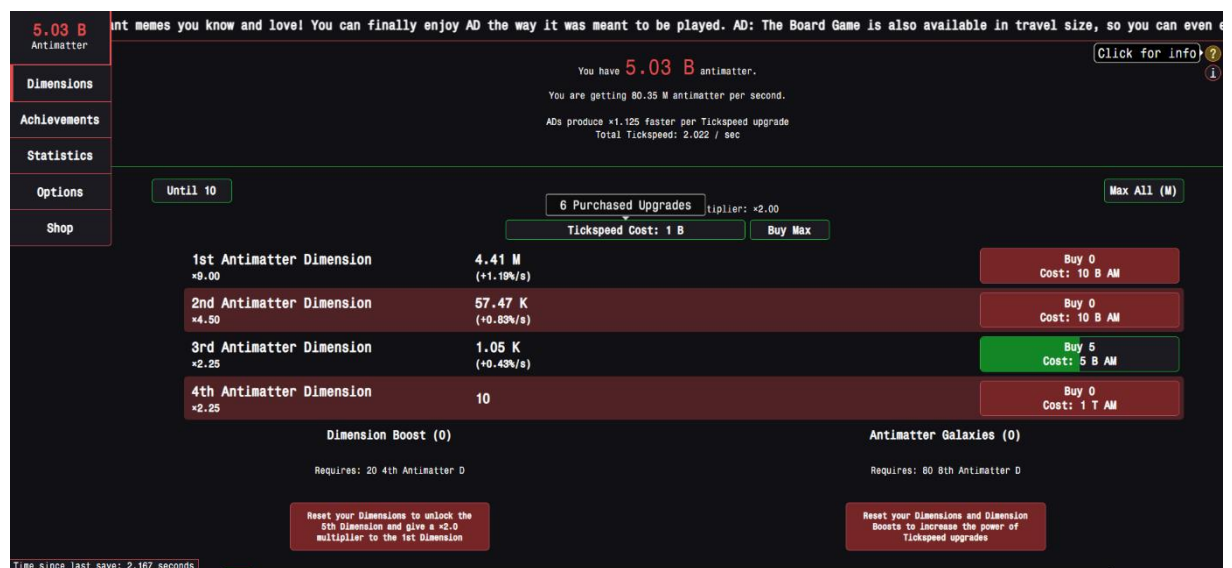 5.03 B
Antimatter
ant memes you know and love! You can finally enjoy AD the way it was meant to be played. AD: The Board Game is also available in travel size, so you can even
Click for info
?
i
You have 5.03 B antimatter.
You are getting 80.35 M antimatter per second.
ADs produce ×1.125 faster per Tickspeed upgrade
Total Tickspeed: 2.022 / sec
Dimensions
Achievements
Statistics
Options
Shop
Until 10
Max All (M)
6 Purchased Upgrades
tiplier: ×2.00
Tickspeed Cost: 1 B
Buy Max
1st Antimatter Dimension
×9.00
4.41 M
(+1.19%/s)
Buy 0
Cost: 10 B AM
2nd Antimatter Dimension
×4.50
57.47 K
(+0.83%/s)
Buy 0
Cost: 10 B AM
3rd Antimatter Dimension
×2.25
1.05 K
(+0.43%/s)
Buy 5
Cost: 5 B AM
4th Antimatter Dimension
×2.25
10
Buy 0
Cost: 1 T AM
Dimension Boost (0)
Requires: 20 4th Antimatter D
Reset your Dimensions to unlock the
5th Dimension and give a ×2.0
multiplier to the 1st Dimension
Antimatter Galaxies (0)
Requires: 80 8th Antimatter D
Reset your Dimensions and Dimension
Boosts to increase the power of
Tickspeed upgrades
Time since last save: 2.167 seconds